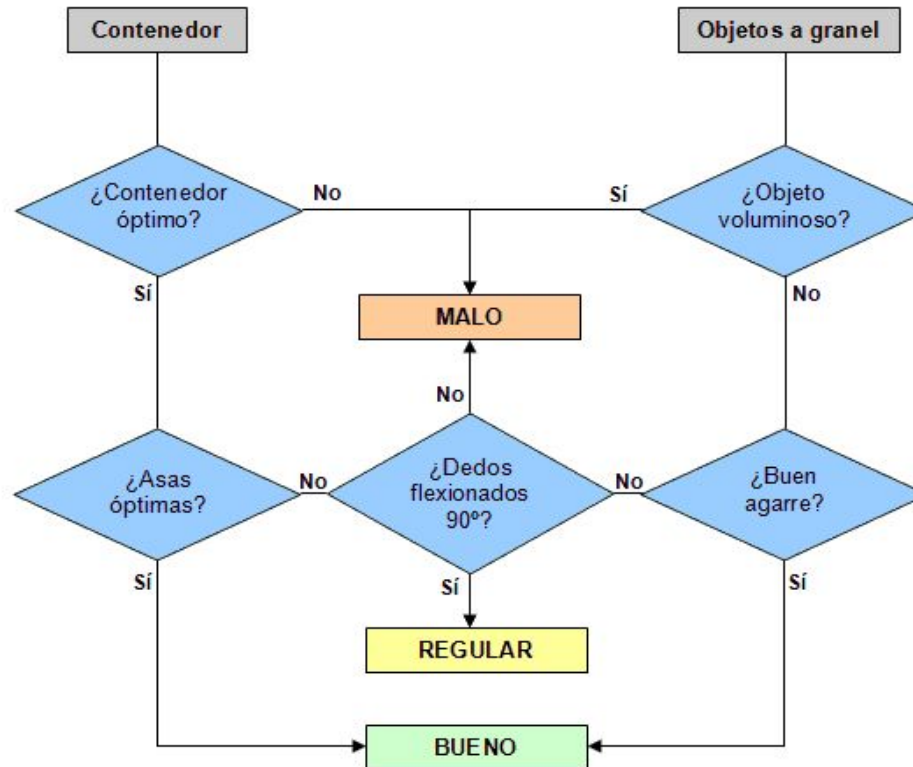 Contenedor
Objetos a granel
¿Contenedor
óptimo?
No
Sí
¿Objeto
voluminoso?
Sí
No
MALO
No
¿Asas
óptimas?
No
¿Dedos
flexionados
90º?
No
¿Buen
agarre?
Sí
Sí
Sí
REGULAR
BUENO